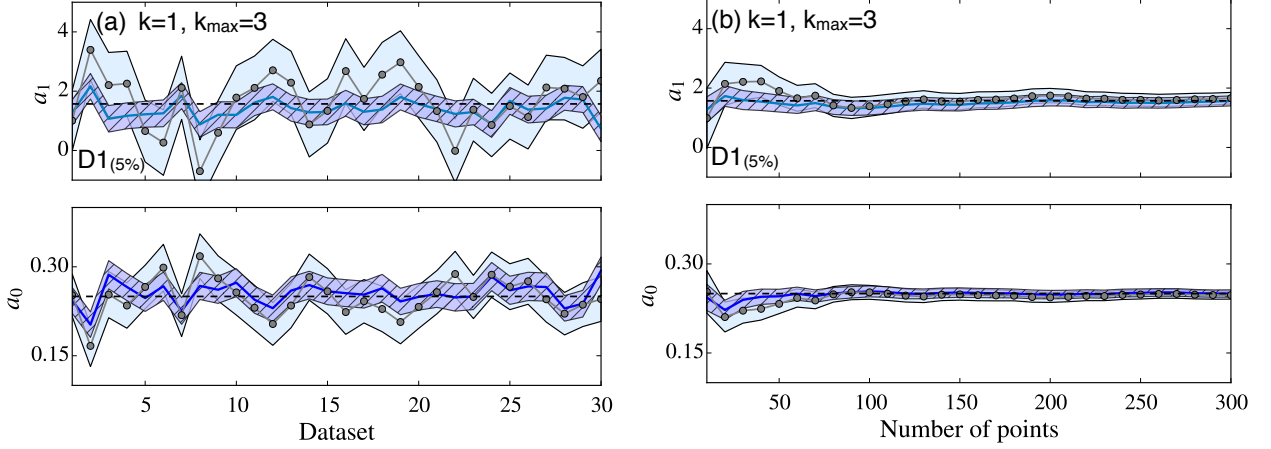 (a) k=1, kmax=3
4
2
0
a1
D1(5%)
0.30
0.15
a0
5 10 15 20 25 30
Dataset
(b) k=1, kmax=3
4
2
0
a1
D1(5%)
0.30
0.15
a0
50 100 150 200 250 300
Number of points